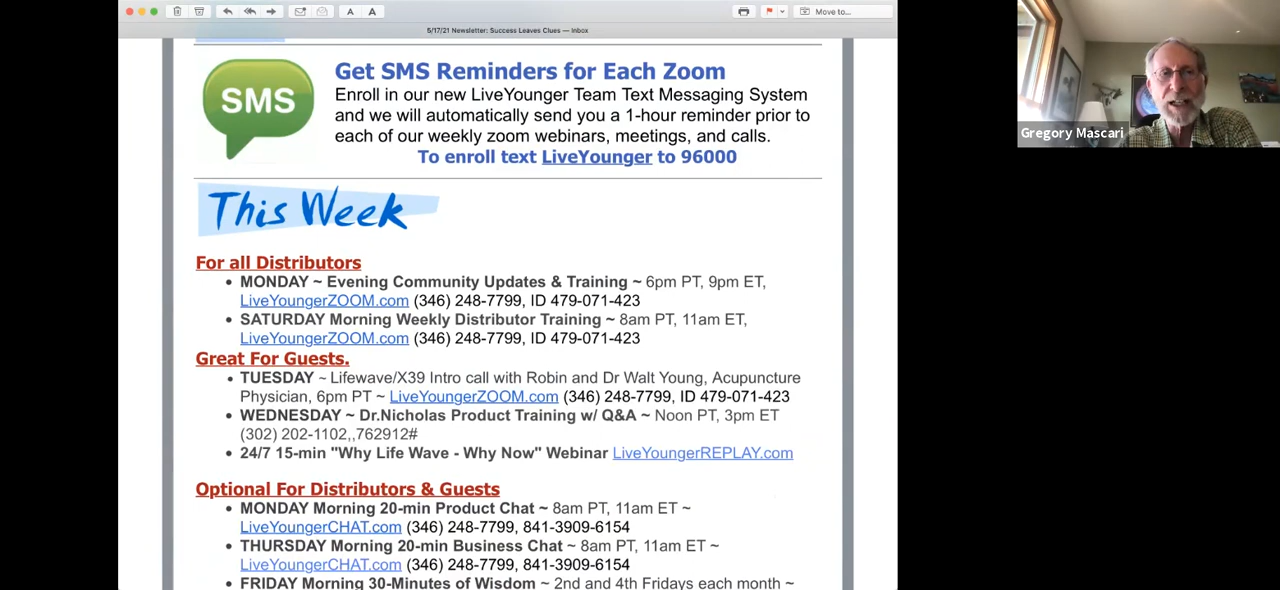 A A
Move to...
5/17/21 Newsletter: Success Leaves Clues — Inbox
SMS
Get SMS Reminders for Each Zoom
Enroll in our new LiveYounger Team Text Messaging System
and we will automatically send you a 1-hour reminder prior to
each of our weekly zoom webinars, meetings, and calls.
To enroll text LiveYounger to 96000
This Week
For all Distributors
• MONDAY ~ Evening Community Updates & Training ~ 6pm PT, 9pm ET,
LiveYoungerZOOM.com (346) 248-7799, ID 479-071-423
• SATURDAY Morning Weekly Distributor Training ~ 8am PT, 11am ET,
LiveYoungerZOOM.com (346) 248-7799, ID 479-071-423
Great For Guests.
• TUESDAY ~ Lifewave/X39 Intro call with Robin and Dr Walt Young, Acupuncture
Physician, 6pm PT ~ LiveYoungerZOOM.com (346) 248-7799, ID 479-071-423
• WEDNESDAY ~ Dr.Nicholas Product Training w/ Q&A ~ Noon PT, 3pm ET
(302) 202-1102,,762912#
• 24/7 15-min "Why Life Wave - Why Now" Webinar LiveYoungerREPLAY.com
Optional For Distributors & Guests
• MONDAY Morning 20-min Product Chat ~ 8am PT, 11am ET ~
LiveYoungerCHAT.com (346) 248-7799, 841-3909-6154
• THURSDAY Morning 20-min Business Chat ~ 8am PT, 11am ET ~
LiveYoungerCHAT.com (346) 248-7799, 841-3909-6154
• FRIDAY Morning 30-Minutes of Wisdom ~ 2nd and 4th Fridays each month ~
Gregory Mascari